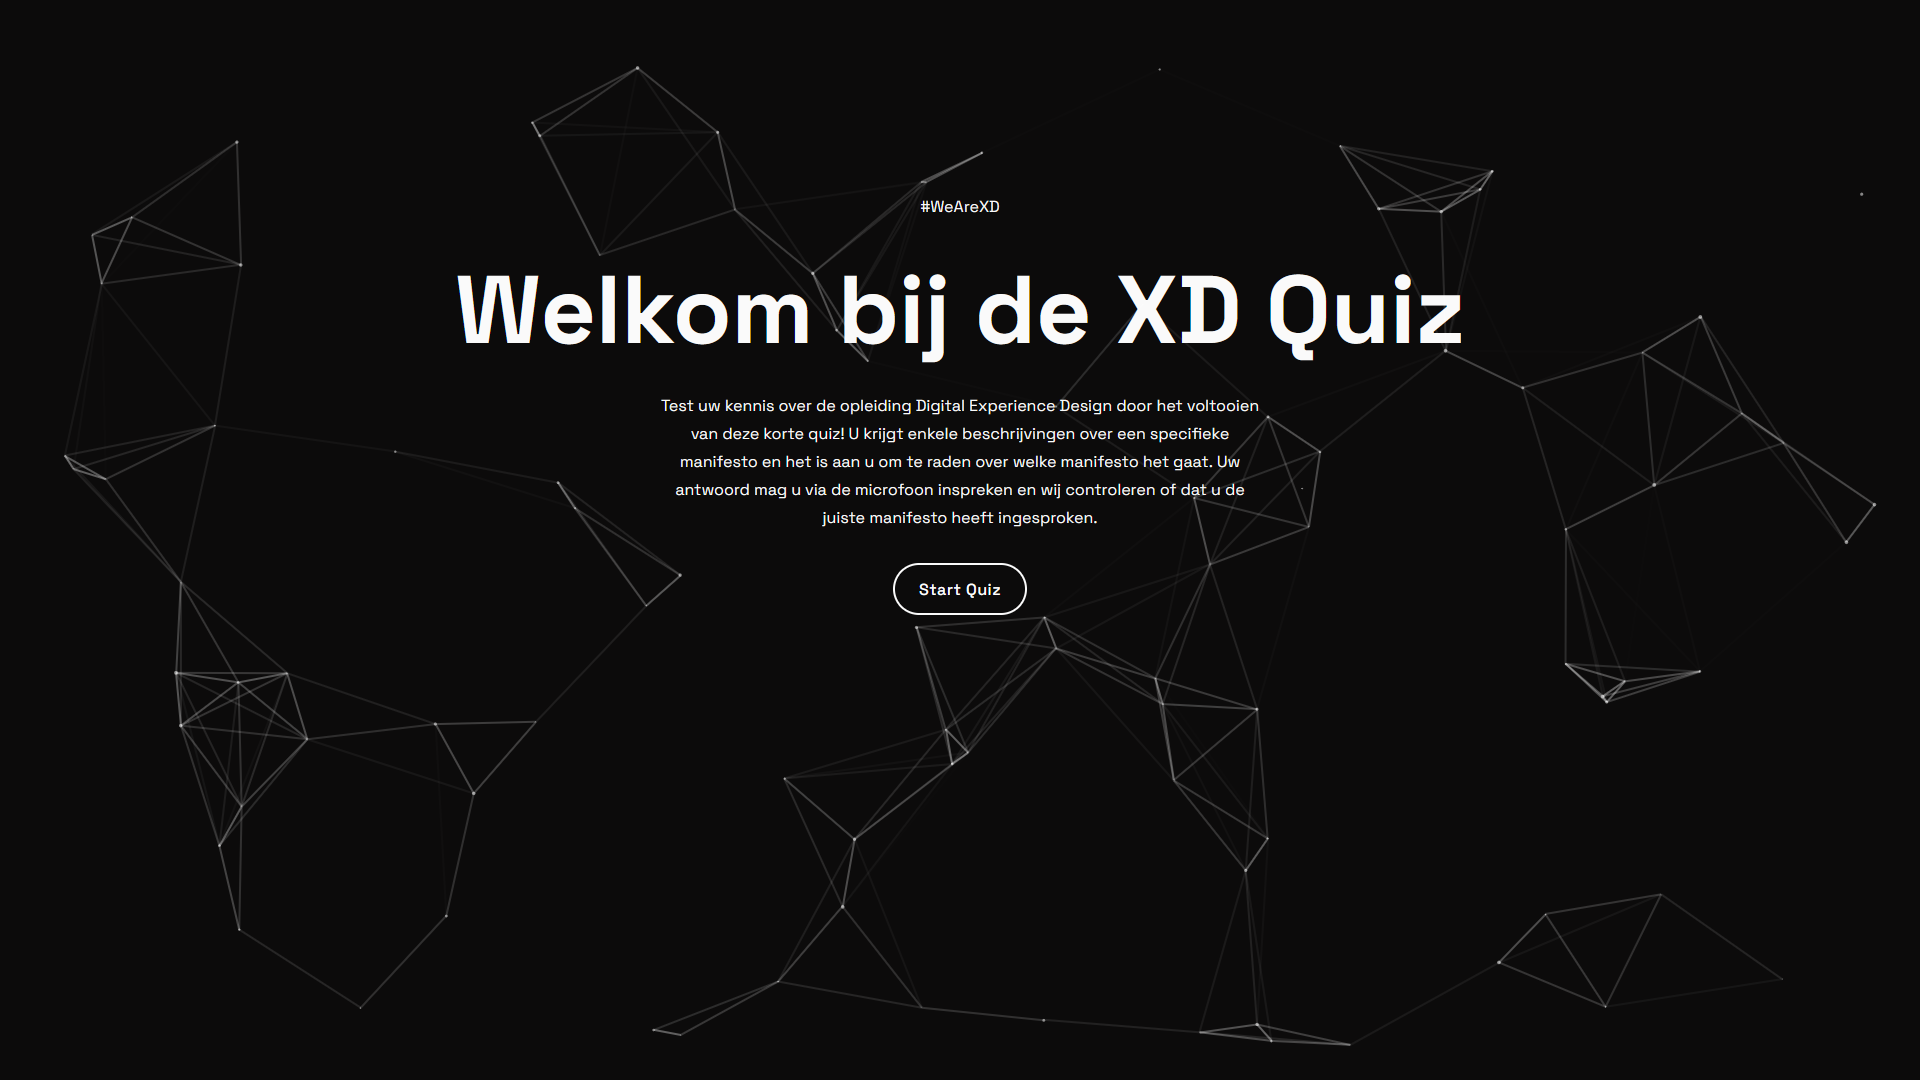 #WeAreXD
Welkom bij de XD Quiz
Test uw kennis over de opleiding Digital Experience Design door het voltooien
van deze korte quiz! U krijgt enkele beschrijvingen over een specifieke
manifesto en het is aan u om te raden over welke manifesto het gaat. Uw
antwoord mag u via de microfoon inspreken en wij controleren of dat u de
juiste manifesto heeft ingesproken.
Start Quiz